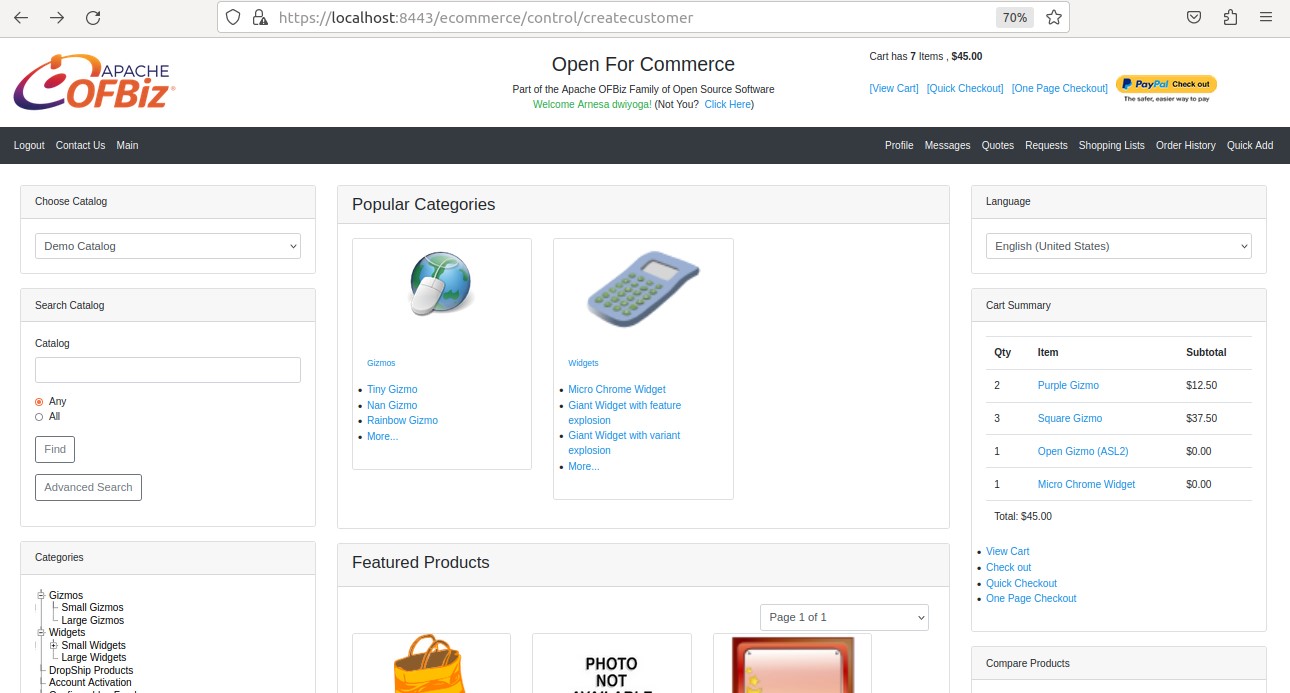 https://localhost:8443/ecommerce/control/createcustomer
70%
APACHE
OFBiz
Open For Commerce
Part of the Apache OFBiz Family of Open Source Software
Welcome Arnesa dwiyoga! (Not You? Click Here)
Cart has 7 Items , $45.00
[View Cart] [Quick Checkout] [One Page Checkout]
PayPal Check out
The safer, easier way to pay
Logout Contact Us Main
Profile Messages Quotes Requests Shopping Lists Order History Quick Add
Choose Catalog
Demo Catalog
Search Catalog
Catalog
Any
All
Find
Advanced Search
Categories
Gizmos
Small Gizmos
Large Gizmos
Widgets
Small Widgets
Large Widgets
DropShip Products
Account Activation
Popular Categories
Gizmos
Tiny Gizmo
Nan Gizmo
Rainbow Gizmo
More...
Widgets
Micro Chrome Widget
Giant Widget with feature
explosion
Giant Widget with variant
explosion
More...
Featured Products
Page 1 of 1
PHOTO
NOT
AVAILABLE
Language
English (United States)
Cart Summary
Qty Item Subtotal
2 Purple Gizmo $12.50
3 Square Gizmo $37.50
1 Open Gizmo (ASL2) $0.00
1 Micro Chrome Widget $0.00
Total: $45.00
View Cart
Check out
Quick Checkout
One Page Checkout
Compare Products